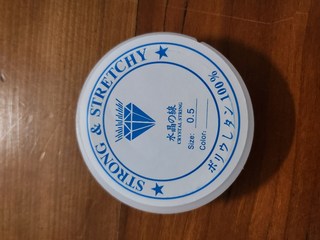 ★ STRONG & STRETCHY ★
水晶の線
CRYSTAL STRING
Size: 0.5
Color:
ポリウレタン 100%